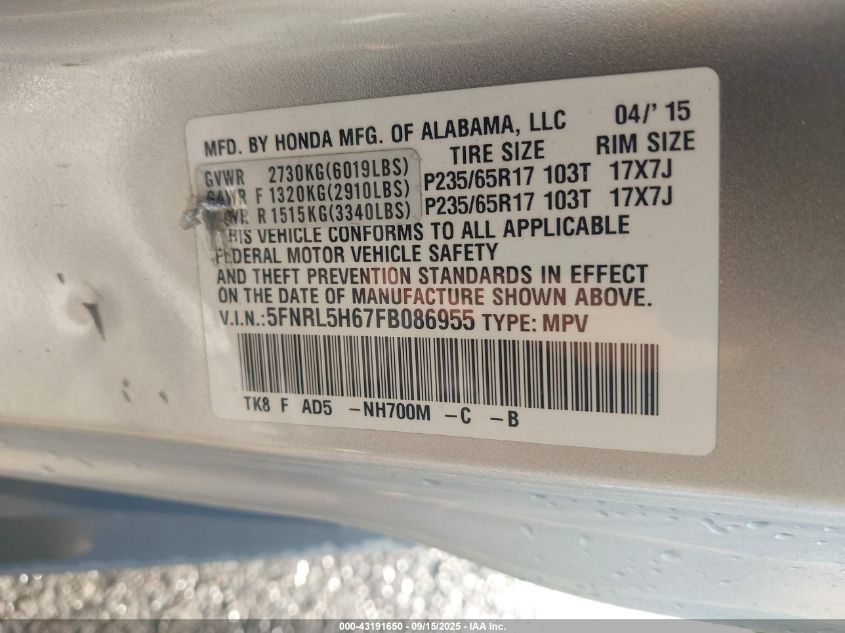 MFD. BY HONDA MFG. OF ALABAMA, LLC 04/' 15
TIRE SIZE RIM SIZE
GVWR 2730KG(6019LBS)
GAWR F 1320KG(2910LBS) P235/65R17 103T 17X7J
R 1515KG(3340LBS) P235/65R17 103T 17X7J
THIS VEHICLE CONFORMS TO ALL APPLICABLE
FEDERAL MOTOR VEHICLE SAFETY
AND THEFT PREVENTION STANDARDS IN EFFECT
ON THE DATE OF MANUFACTURE SHOWN ABOVE.
V.I.N.:5FNRL5H67FB086955 TYPE: MPV
TK8 F AD5 -NH700M -C -B
000-43191650 - 09/15/2025 - IAA Inc.